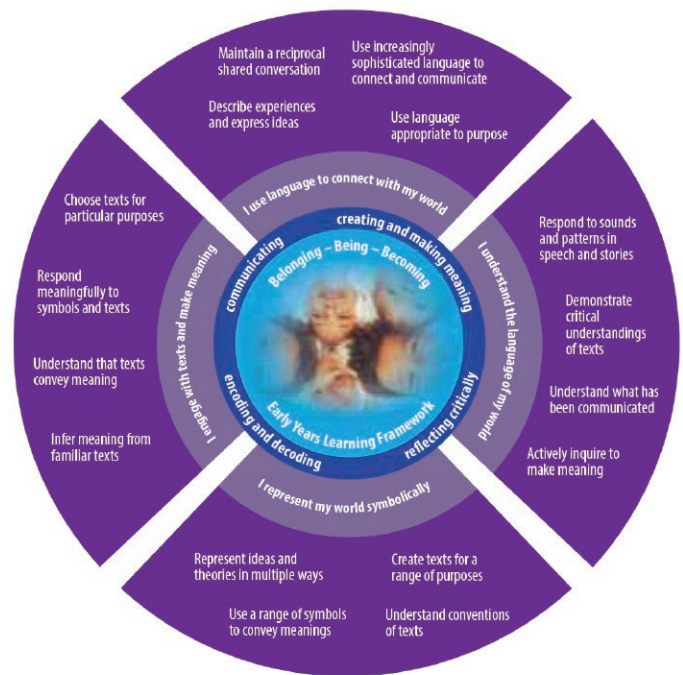 Maintain a reciprocal
shared conversation
Use increasingly
sophisticated language to
connect and communicate
Describe experiences
and express ideas
Use language
appropriate to purpose
I use language to connect with my world
Choose texts for
particular purposes
Respond
meaningfully to
symbols and texts
Understand that texts
convey meaning
Infer meaning from
familiar texts
I engage with texts and make meaning
communicating
creating and making meaning
Belonging – Being – Becoming
Early Years Learning Framework
encoding and decoding
reflecting critically
I understand the language of my world
Respond to sounds
and patterns in
speech and stories
Demonstrate
critical
understandings
of texts
Understand what has
been communicated
Actively inquire to
make meaning
I represent my world symbolically
Represent ideas and
theories in multiple ways
Create texts for a
range of purposes
Use a range of symbols
to convey meanings
Understand conventions
of texts